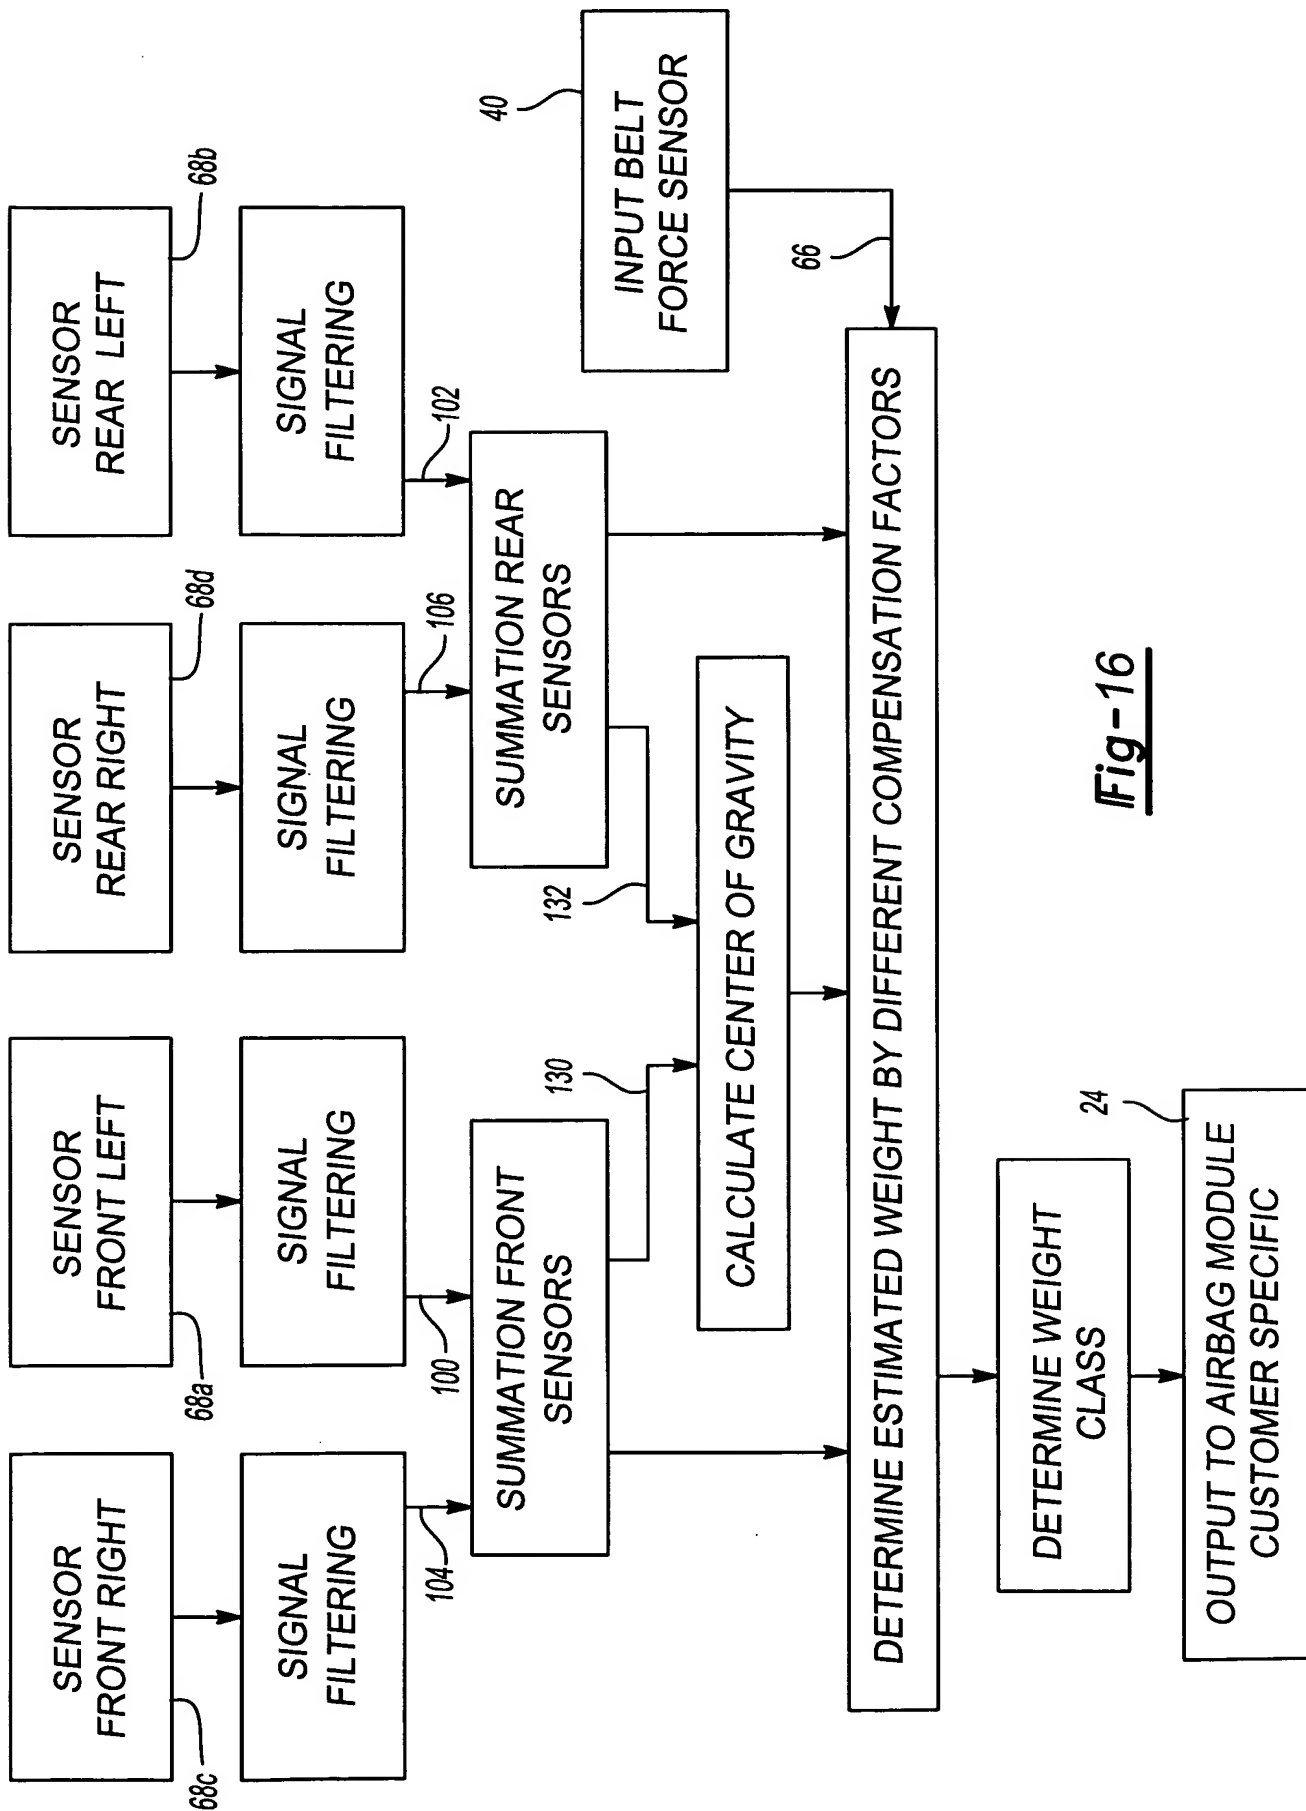 SENSOR
FRONT RIGHT
68c
SENSOR
FRONT LEFT
68a
SENSOR
REAR RIGHT
68d
SENSOR
REAR LEFT
68b
SIGNAL
FILTERING
SIGNAL
FILTERING
SIGNAL
FILTERING
SIGNAL
FILTERING
104
100
106
102
SUMMATION FRONT
SENSORS
SUMMATION REAR
SENSORS
40
INPUT BELT
FORCE SENSOR
130
132
66
CALCULATE CENTER OF GRAVITY
DETERMINE ESTIMATED WEIGHT BY DIFFERENT COMPENSATION FACTORS
DETERMINE WEIGHT
CLASS
24
OUTPUT TO AIRBAG MODULE
CUSTOMER SPECIFIC
Fig-16